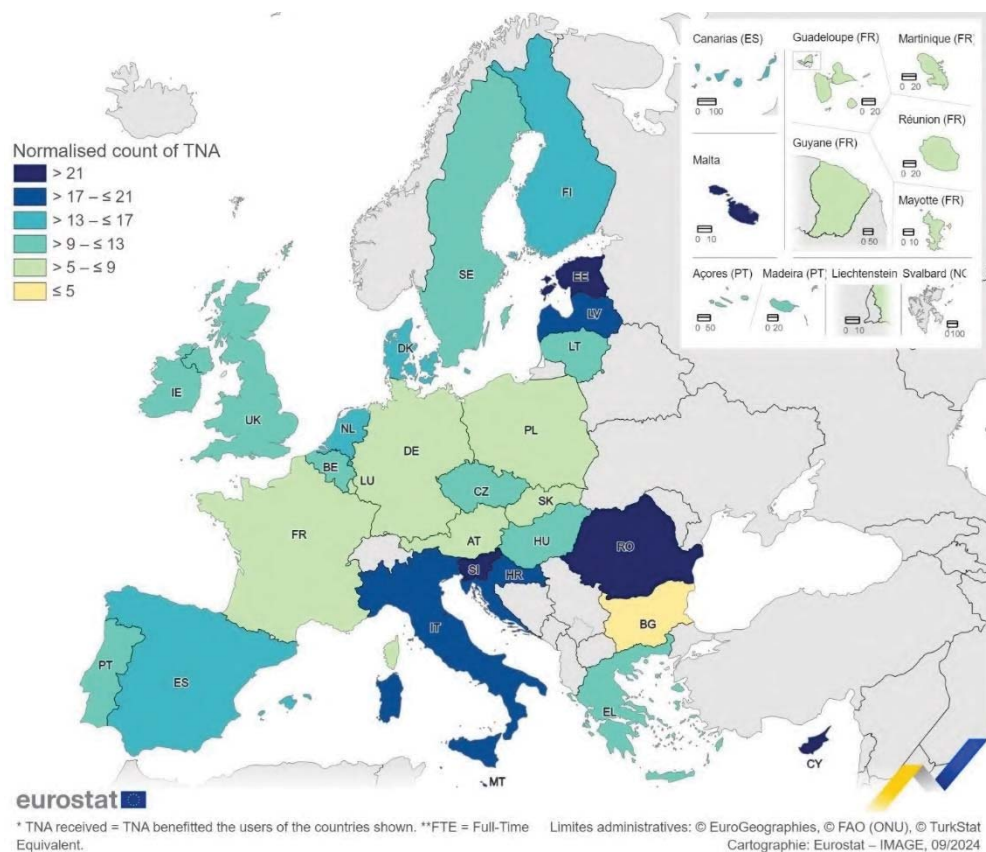 Canarias (ES)
0 100
Guadeloupe (FR)
0 20
Martinique (FR)
0 20
Malta
0 10
Guyane (FR)
0 50
Réunion (FR)
0 20
Mayotte (FR)
0 10
Açores (PT)
0 50
Madeira (PT)
0 20
Liechtenstein
0 10
Svalbard (NO
0 100
Normalised count of TNA
> 21
> 17 – ≤ 21
> 13 – ≤ 17
> 9 – ≤ 13
> 5 – ≤ 9
≤ 5
FI
SE
EE
LV
DK
LT
IE
UK
NL
BE
DE
PL
LU
CZ
SK
FR
AT
HU
RO
SI
HR
IT
BG
PT
ES
EL
MT
CY
eurostat
* TNA received = TNA benefitted the users of the countries shown. **FTE = Full-Time
Equivalent.
Limites administratives: © EuroGeographies, © FAO (ONU), © TurkStat
Cartographie: Eurostat – IMAGE, 09/2024